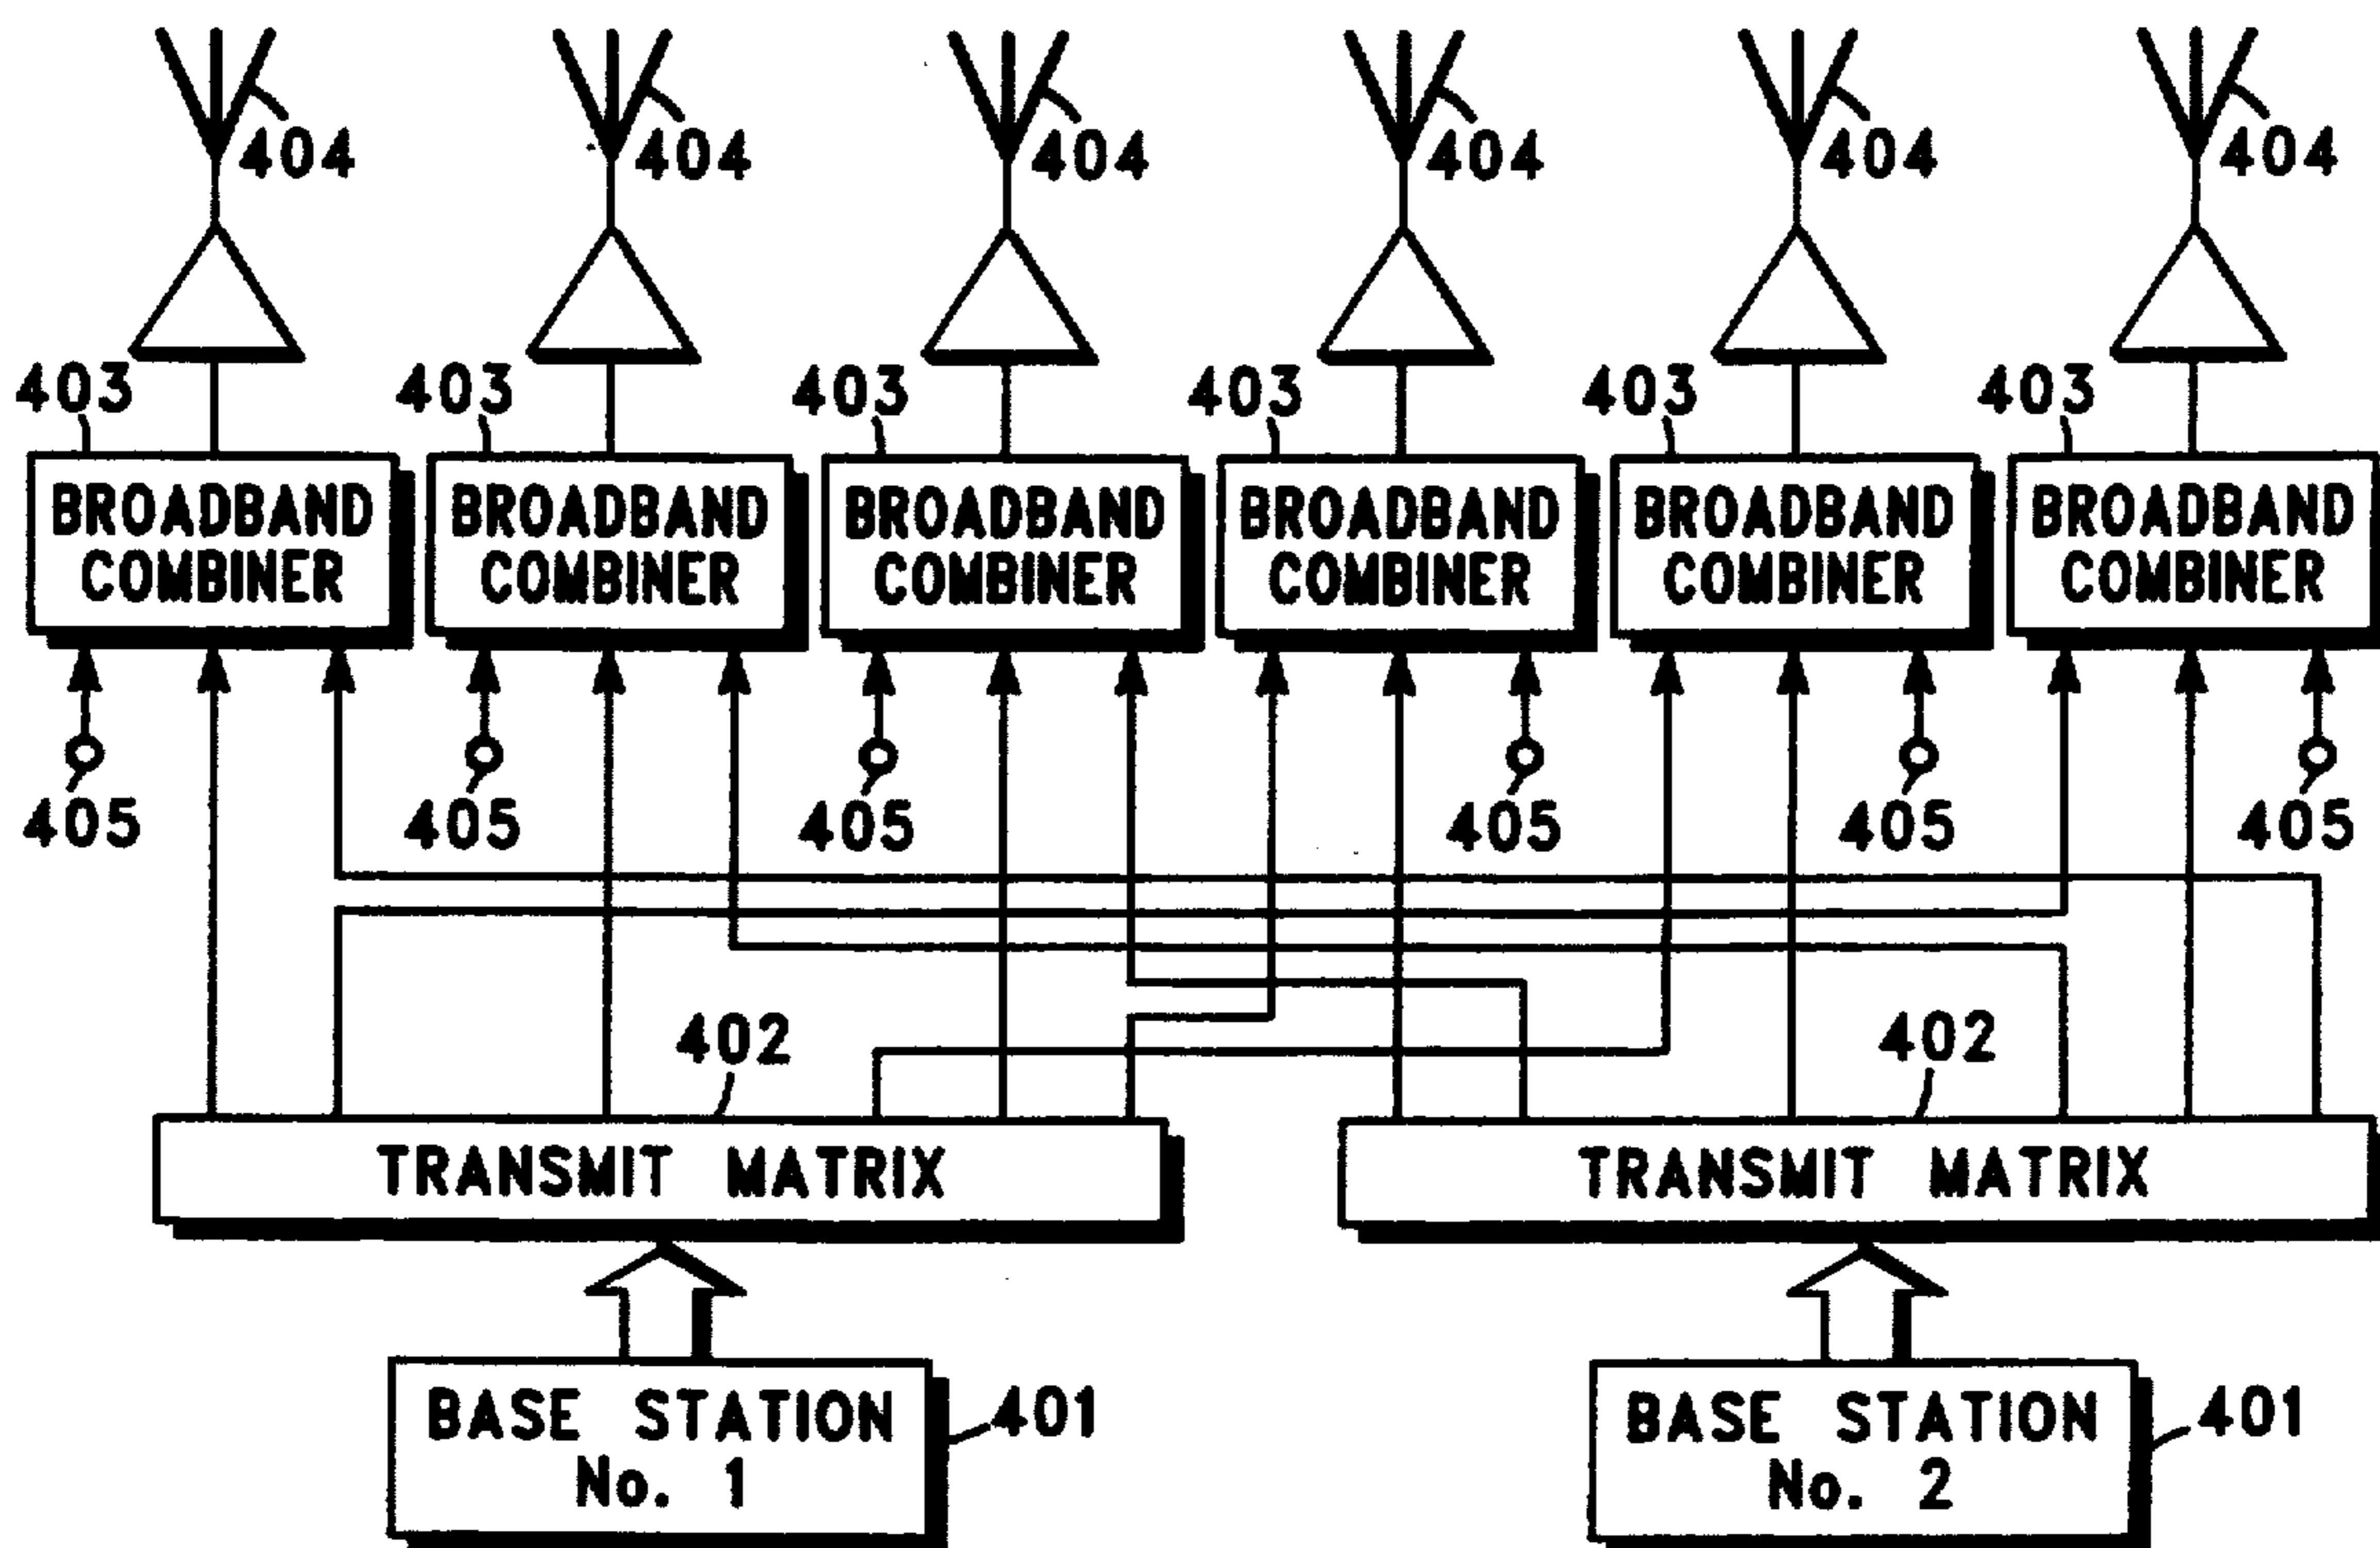 404 404 404 404 404 404
403 403 403 403 403 403
BROADBAND COMBINER
BROADBAND COMBINER
BROADBAND COMBINER
BROADBAND COMBINER
BROADBAND COMBINER
BROADBAND COMBINER
405 405 405 405 405 405
402 402
TRANSMIT MATRIX
TRANSMIT MATRIX
BASE STATION
No. 1
401
BASE STATION
No. 2
401